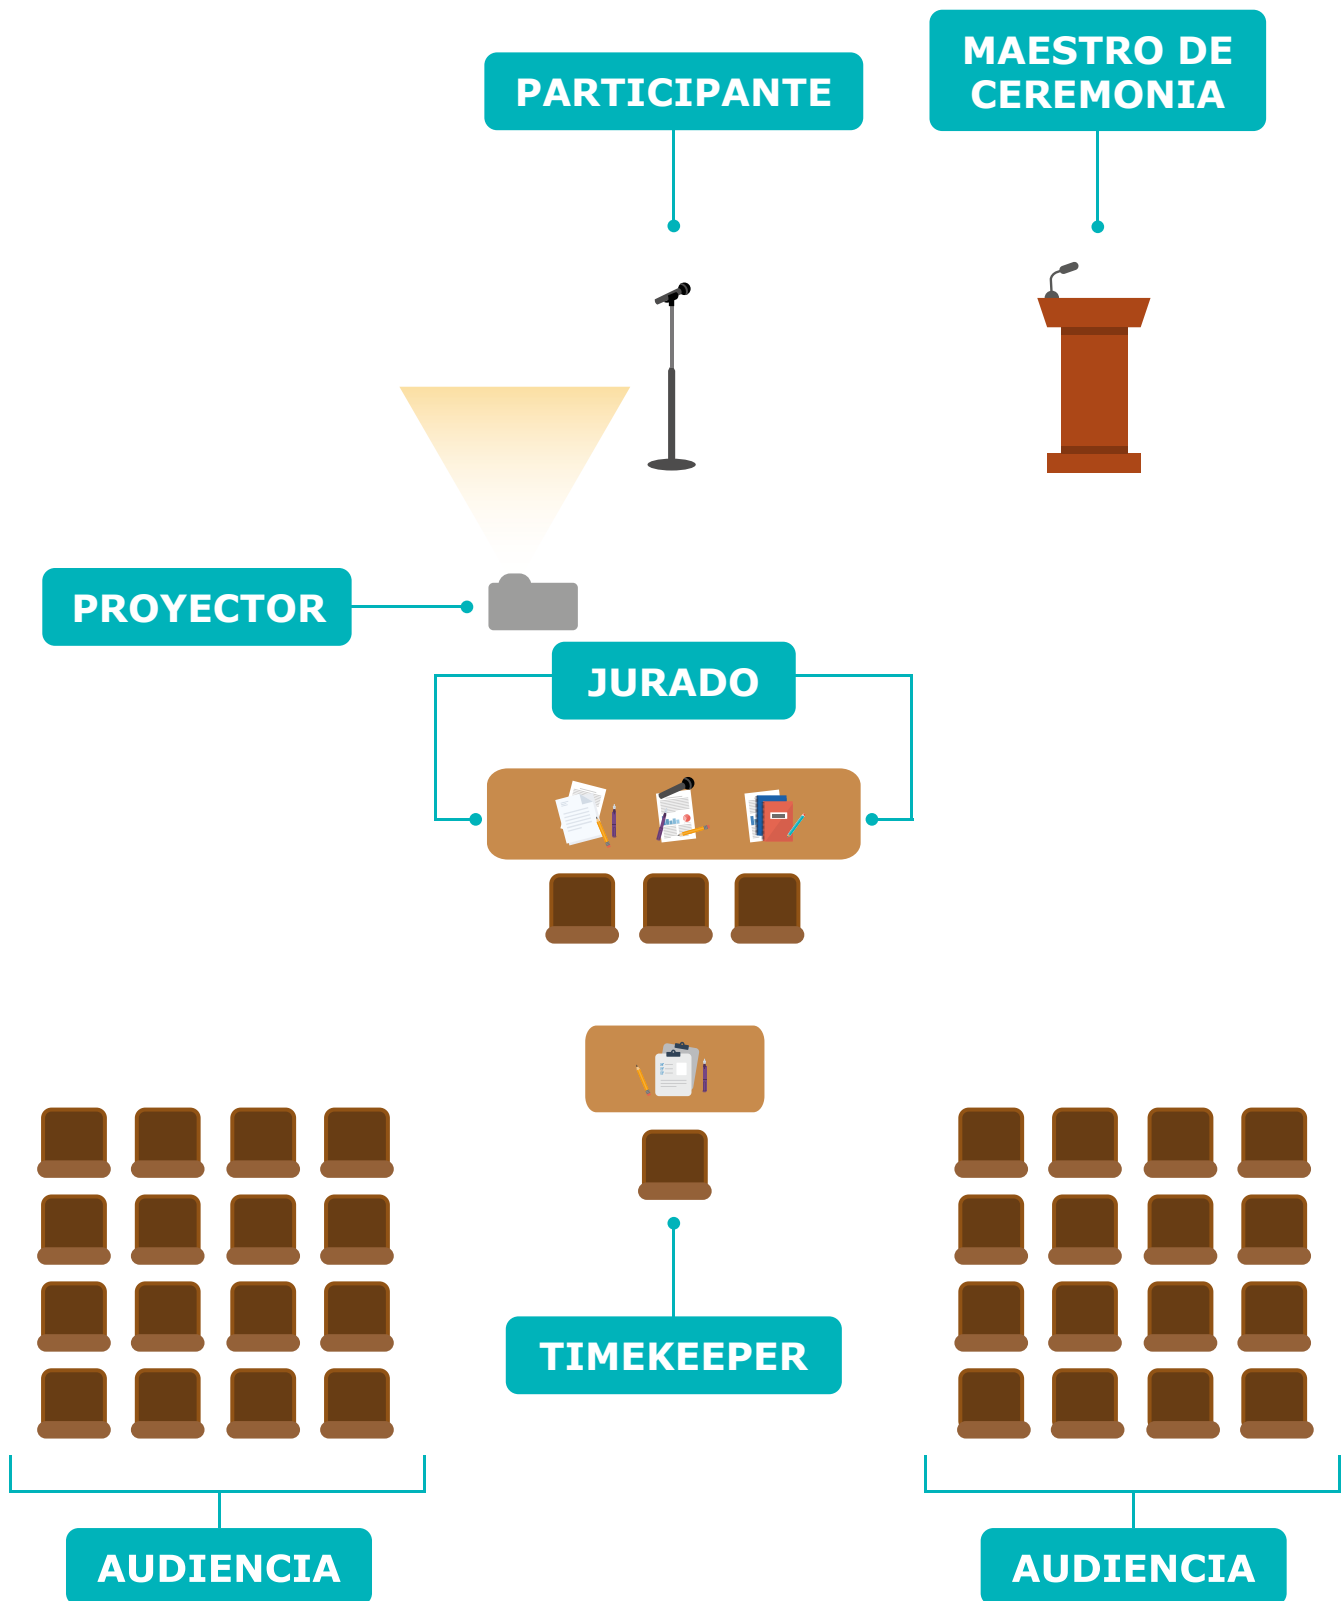 PARTICIPANTE
MAESTRO DE
CEREMONIA
PROYECTOR
JURADO
TIMEKEEPER
AUDIENCIA
AUDIENCIA